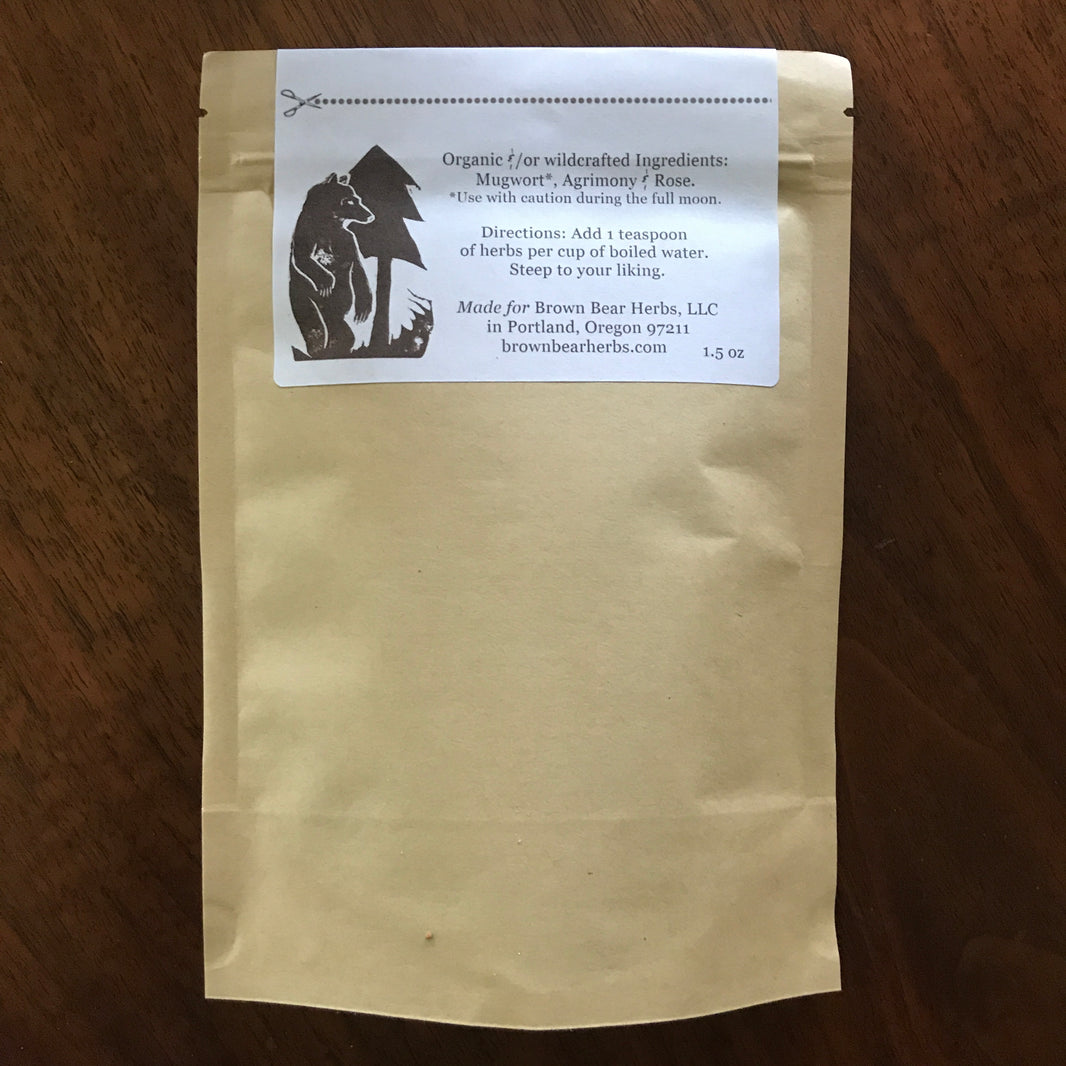 Organic &/or wildcrafted Ingredients:
Mugwort*, Agrimony & Rose.
*Use with caution during the full moon.
Directions: Add 1 teaspoon
of herbs per cup of boiled water.
Steep to your liking.
Made for Brown Bear Herbs, LLC
in Portland, Oregon 97211
brownbearherbs.com
1.5 oz